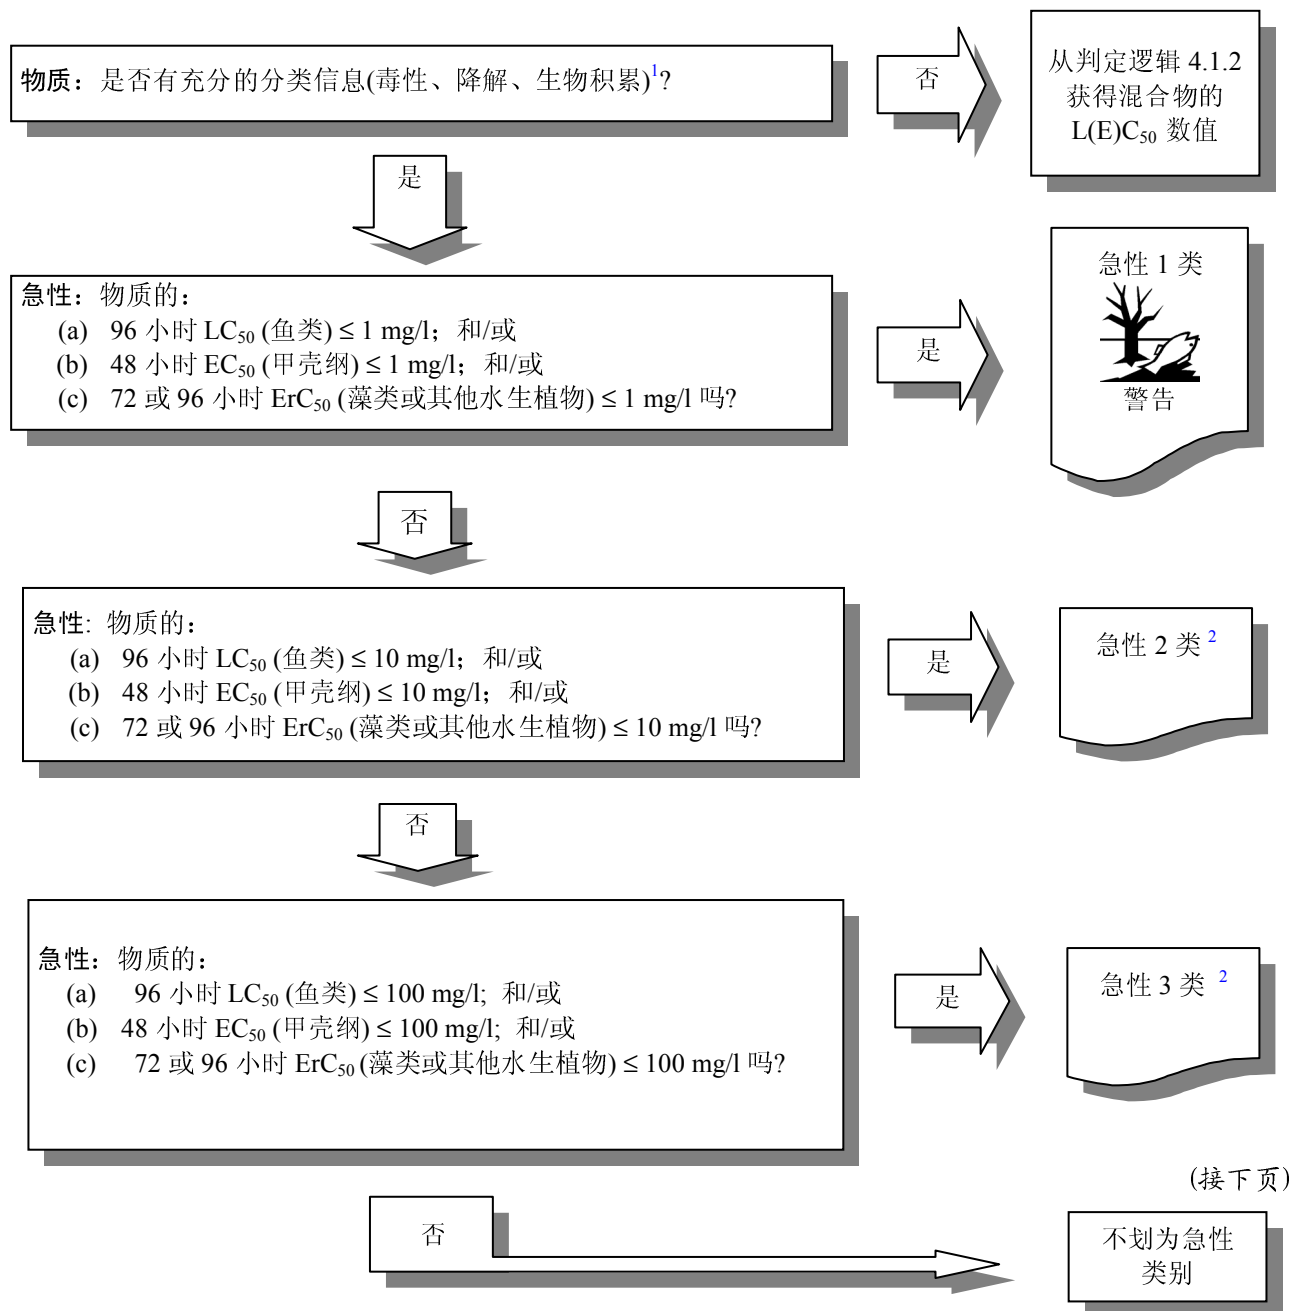 物质：是否有充分的分类信息(毒性、降解、生物积累)1?
否
从判定逻辑 4.1.2
获得混合物的
L(E)C50 数值
是
急性：物质的：
(a) 96 小时 LC50 (鱼类) ≤ 1 mg/l；和/或
(b) 48 小时 EC50 (甲壳纲) ≤ 1 mg/l；和/或
(c) 72 或 96 小时 ErC50 (藻类或其他水生植物) ≤ 1 mg/l 吗?
是
急性 1 类
警告
否
急性: 物质的：
(a) 96 小时 LC50 (鱼类) ≤ 10 mg/l；和/或
(b) 48 小时 EC50 (甲壳纲) ≤ 10 mg/l；和/或
(c) 72 或 96 小时 ErC50 (藻类或其他水生植物) ≤ 10 mg/l 吗?
是
急性 2 类 2
否
急性：物质的：
(a) 96 小时 LC50 (鱼类) ≤ 100 mg/l; 和/或
(b) 48 小时 EC50 (甲壳纲) ≤ 100 mg/l; 和/或
(c) 72 或 96 小时 ErC50 (藻类或其他水生植物) ≤ 100 mg/l 吗?
是
急性 3 类 2
(接下页)
否
不划为急性
类别